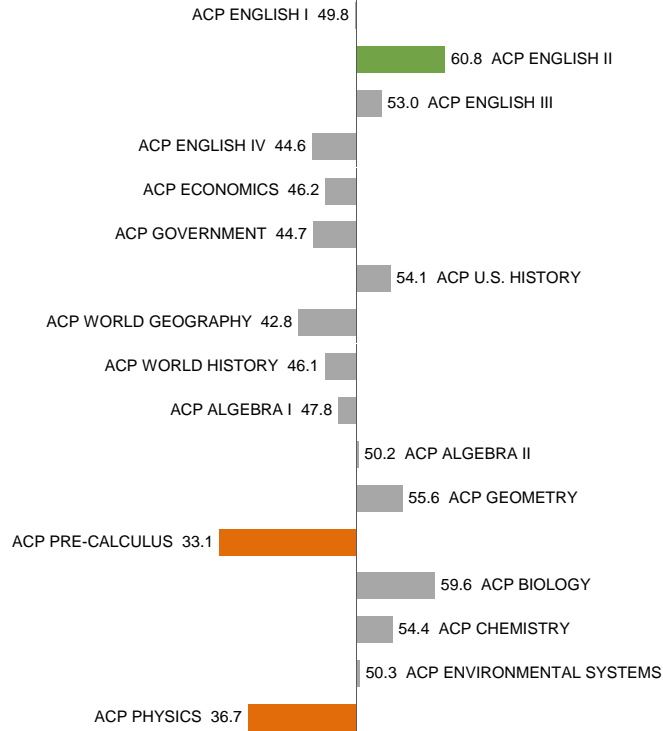 ACP ENGLISH I 49.8
60.8 ACP ENGLISH II
53.0 ACP ENGLISH III
ACP ENGLISH IV 44.6
ACP ECONOMICS 46.2
ACP GOVERNMENT 44.7
54.1 ACP U.S. HISTORY
ACP WORLD GEOGRAPHY 42.8
ACP WORLD HISTORY 46.1
ACP ALGEBRA I 47.8
50.2 ACP ALGEBRA II
55.6 ACP GEOMETRY
ACP PRE-CALCULUS 33.1
59.6 ACP BIOLOGY
54.4 ACP CHEMISTRY
50.3 ACP ENVIRONMENTAL SYSTEMS
ACP PHYSICS 36.7